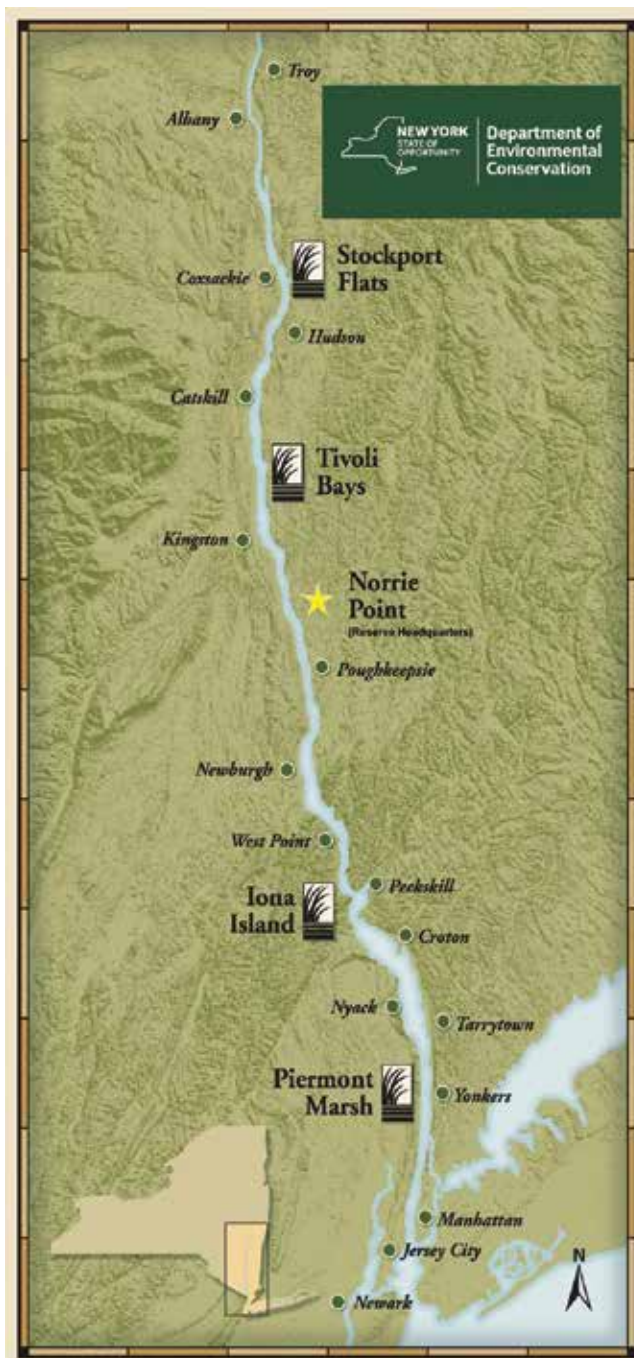 Troy
Albany
NEW YORK
STATE OF
OPPORTUNITY
Department of
Environmental
Conservation
Stockport
Flats
Coxsackie
Hudson
Catskill
Tivoli
Bays
Kingston
Norrie
Point
(Reserve Headquarters)
Poughkeepsie
Newburgh
West Point
Peekskill
Iona
Island
Croton
Nyack
Tarrytown
Piermont
Marsh
Yonkers
Manhattan
Jersey City
N
Newark